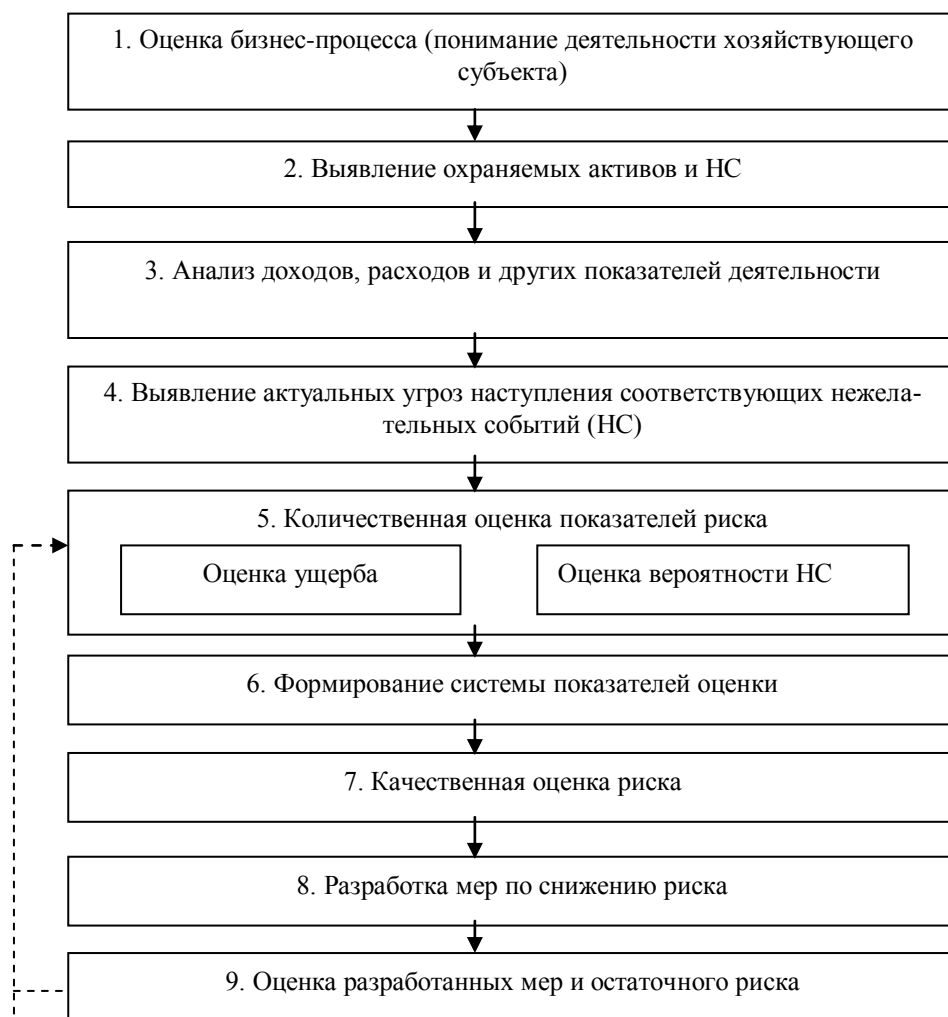 1. Оценка бизнес-процесса (понимание деятельности хозяйствующего
субъекта)
2. Выявление охраняемых активов и НС
3. Анализ доходов, расходов и других показателей деятельности
4. Выявление актуальных угроз наступления соответствующих нежела-
тельных событий (НС)
5. Количественная оценка показателей риска
Оценка ущерба
Оценка вероятности НС
6. Формирование системы показателей оценки
7. Качественная оценка риска
8. Разработка мер по снижению риска
9. Оценка разработанных мер и остаточного риска